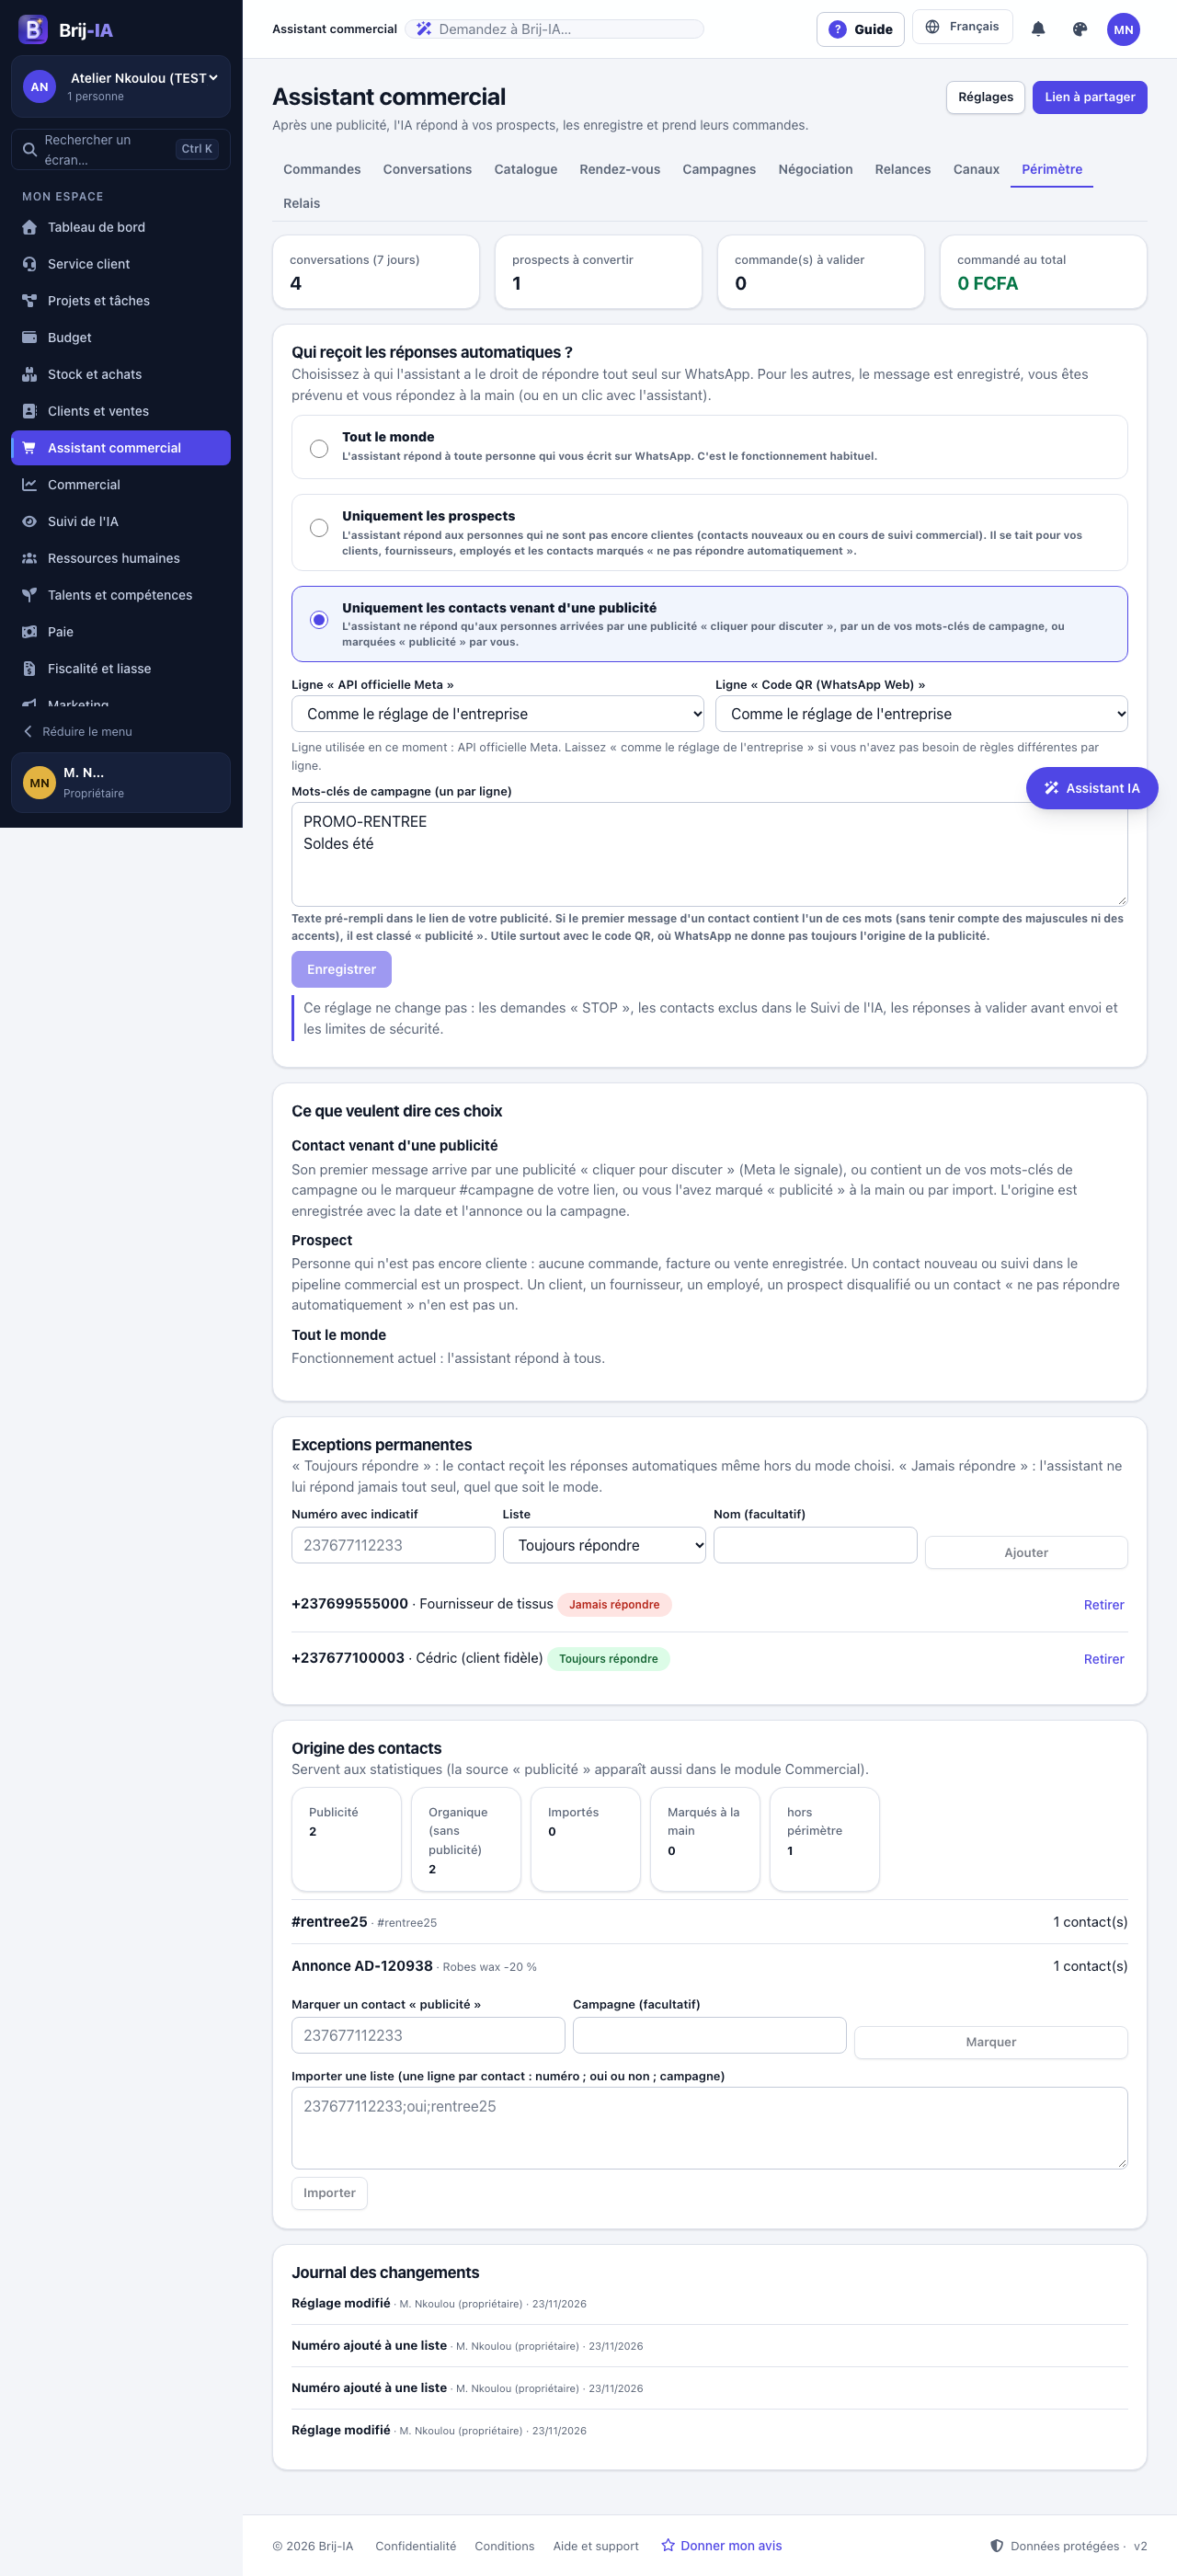 Brij-IA
AN
Atelier Nkoulou (TEST
1 personne
Rechercher un
écran...
Ctrl K
MON ESPACE
Tableau de bord
Service client
Projets et tâches
Budget
Stock et achats
Clients et ventes
Assistant commercial
Commercial
Suivi de l'IA
Ressources humaines
Talents et compétences
Paie
Fiscalité et liasse
Marketing
Réduire le menu
MN
M. N...
Propriétaire
Assistant commercial
Demandez à Brij-IA...
? Guide
Français
MN
Assistant commercial
Après une publicité, l'IA répond à vos prospects, les enregistre et prend leurs commandes.
Réglages
Lien à partager
Commandes
Conversations
Catalogue
Rendez-vous
Campagnes
Négociation
Relances
Canaux
Périmètre
Relais
conversations (7 jours)
4
prospects à convertir
1
commande(s) à valider
0
commandé au total
0 FCFA
Qui reçoit les réponses automatiques ?
Choisissez à qui l'assistant a le droit de répondre tout seul sur WhatsApp. Pour les autres, le message est enregistré, vous êtes
prévenu et vous répondez à la main (ou en un clic avec l'assistant).
Tout le monde
L'assistant répond à toute personne qui vous écrit sur WhatsApp. C'est le fonctionnement habituel.
Uniquement les prospects
L'assistant répond aux personnes qui ne sont pas encore clientes (contacts nouveaux ou en cours de suivi commercial). Il se tait pour vos
clients, fournisseurs, employés et les contacts marqués « ne pas répondre automatiquement ».
Uniquement les contacts venant d'une publicité
L'assistant ne répond qu'aux personnes arrivées par une publicité « cliquer pour discuter », par un de vos mots-clés de campagne, ou
marquées « publicité » par vous.
Ligne « API officielle Meta »
Comme le réglage de l'entreprise
Ligne « Code QR (WhatsApp Web) »
Comme le réglage de l'entreprise
Ligne utilisée en ce moment : API officielle Meta. Laissez « comme le réglage de l'entreprise » si vous n'avez pas besoin de règles différentes par
ligne.
Assistant IA
Mots-clés de campagne (un par ligne)
PROMO-RENTREE
Soldes été
Texte pré-rempli dans le lien de votre publicité. Si le premier message d'un contact contient l'un de ces mots (sans tenir compte des majuscules ni des
accents), il est classé « publicité ». Utile surtout avec le code QR, où WhatsApp ne donne pas toujours l'origine de la publicité.
Enregistrer
Ce réglage ne change pas : les demandes « STOP », les contacts exclus dans le Suivi de l'IA, les réponses à valider avant envoi et
les limites de sécurité.
Ce que veulent dire ces choix
Contact venant d'une publicité
Son premier message arrive par une publicité « cliquer pour discuter » (Meta le signale), ou contient un de vos mots-clés de
campagne ou le marqueur #campagne de votre lien, ou vous l'avez marqué « publicité » à la main ou par import. L'origine est
enregistrée avec la date et l'annonce ou la campagne.
Prospect
Personne qui n'est pas encore cliente : aucune commande, facture ou vente enregistrée. Un contact nouveau ou suivi dans le
pipeline commercial est un prospect. Un client, un fournisseur, un employé, un prospect disqualifié ou un contact « ne pas répondre
automatiquement » n'en est pas un.
Tout le monde
Fonctionnement actuel : l'assistant répond à tous.
Exceptions permanentes
« Toujours répondre » : le contact reçoit les réponses automatiques même hors du mode choisi. « Jamais répondre » : l'assistant ne
lui répond jamais tout seul, quel que soit le mode.
Numéro avec indicatif
237677112233
Liste
Toujours répondre
Nom (facultatif)
Ajouter
+237699555000 · Fournisseur de tissus Jamais répondre
Retirer
+237677100003 · Cédric (client fidèle) Toujours répondre
Retirer
Origine des contacts
Servent aux statistiques (la source « publicité » apparaît aussi dans le module Commercial).
Publicité
2
Organique
(sans
publicité)
2
Importés
0
Marqués à la
main
0
hors
périmètre
1
#rentree25 · #rentree25
1 contact(s)
Annonce AD-120938 · Robes wax -20 %
1 contact(s)
Marquer un contact « publicité »
237677112233
Campagne (facultatif)
Marquer
Importer une liste (une ligne par contact : numéro ; oui ou non ; campagne)
237677112233;oui;rentree25
Importer
Journal des changements
Réglage modifié · M. Nkoulou (propriétaire) · 23/11/2026
Numéro ajouté à une liste · M. Nkoulou (propriétaire) · 23/11/2026
Numéro ajouté à une liste · M. Nkoulou (propriétaire) · 23/11/2026
Réglage modifié · M. Nkoulou (propriétaire) · 23/11/2026
© 2026 Brij-IA
Confidentialité
Conditions
Aide et support
Donner mon avis
Données protégées · v2